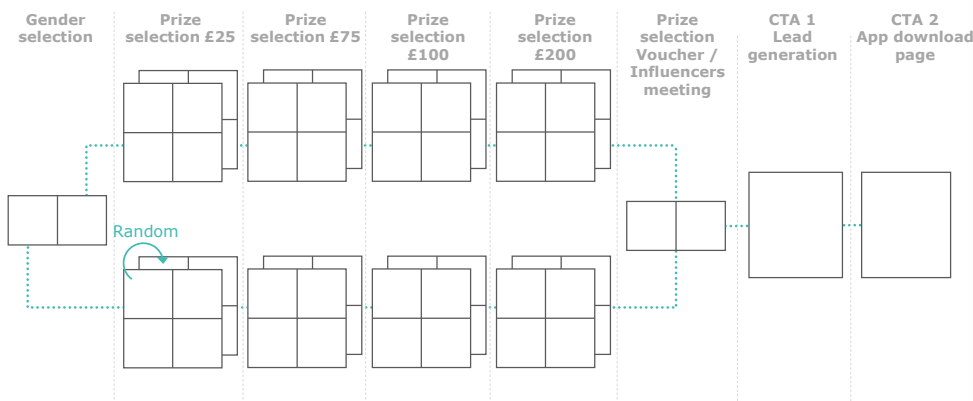 Gender
selection
Prize
selection £25
Prize
selection £75
Prize
selection
£100
Prize
selection
£200
Prize
selection
Voucher /
Influencers
meeting
CTA 1
Lead
generation
CTA 2
App download
page
Random